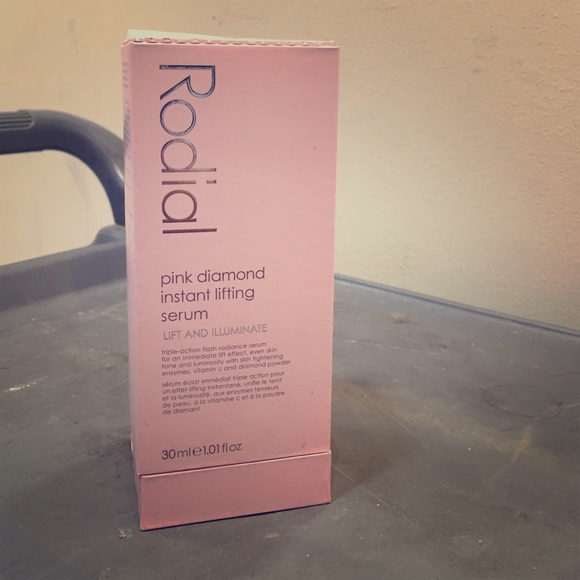 Rodial
pink diamond
instant lifting
serum
LIFT AND ILLUMINATE
triple-action flash radiance serum
for an immediate lift effect, even skin
tone and luminosity with skin tightening
enzymes, vitamin c and diamond powder
sérum éclat immédiat triple action pour
un effet lifting instantané, unifie le teint
et la luminosité, aux enzymes tenseurs
de peau, à la vitamine c et à la poudre
de diamant
30ml℮1.01 fl oz